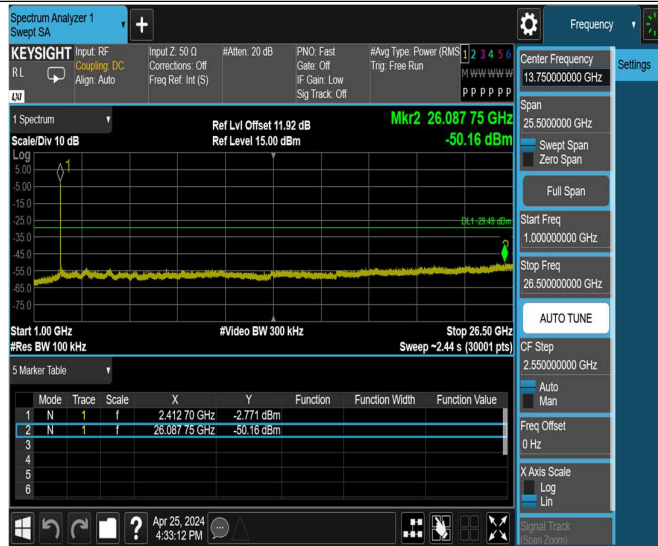 Spectrum Analyzer 1
Swept SA
+
Frequency
KEYSIGHT
RL
LXI
Input: RF
Coupling: DC
Align: Auto
Input Z: 50 Ω
Corrections: Off
Freq Ref: Int (S)
#Atten: 20 dB
PNO: Fast
Gate: Off
IF Gain: Low
Sig Track: Off
#Avg Type: Power (RMS
Trig: Free Run
1 2 3 4 5 6
M W W W W W
P P P P P P
1 Spectrum
Scale/Div 10 dB
Ref Lvl Offset 11.92 dB
Ref Level 15.00 dBm
Mkr2 26.087 75 GHz
-50.16 dBm
Log
5.00
-5.00
-15.0
-25.0
-35.0
-45.0
-55.0
-65.0
-75.0
1
DL1 -29.49 dBm
2
Start 1.00 GHz
#Res BW 100 kHz
#Video BW 300 kHz
Stop 26.50 GHz
Sweep ~2.44 s (30001 pts)
5 Marker Table
Mode Trace Scale X Y Function Function Width Function Value
1 N 1 f 2.412 70 GHz -2.771 dBm
2 N 1 f 26.087 75 GHz -50.16 dBm
3
4
5
6
?
Apr 25, 2024
4:33:12 PM
Center Frequency
13.750000000 GHz
Settings
Span
25.5000000 GHz
Swept Span
Zero Span
Full Span
Start Freq
1.000000000 GHz
Stop Freq
26.500000000 GHz
AUTO TUNE
CF Step
2.550000000 GHz
Auto
Man
Freq Offset
0 Hz
X Axis Scale
Log
Lin
Signal Track
(Span Zoom)